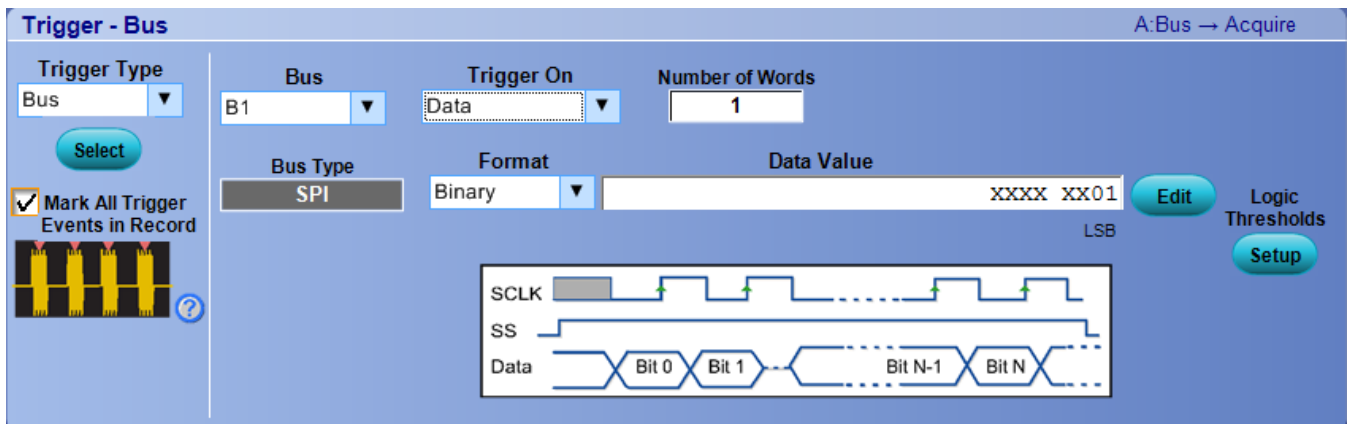 Trigger - Bus
A:Bus → Acquire
Trigger Type
Bus
Select
Mark All Trigger
Events in Record
?
Bus
B1
Trigger On
Data
Number of Words
1
Bus Type
SPI
Format
Binary
Data Value
XXXX XX01
LSB
Edit
Logic
Thresholds
Setup
SCLK
SS
Data
Bit 0
Bit 1
Bit N-1
Bit N